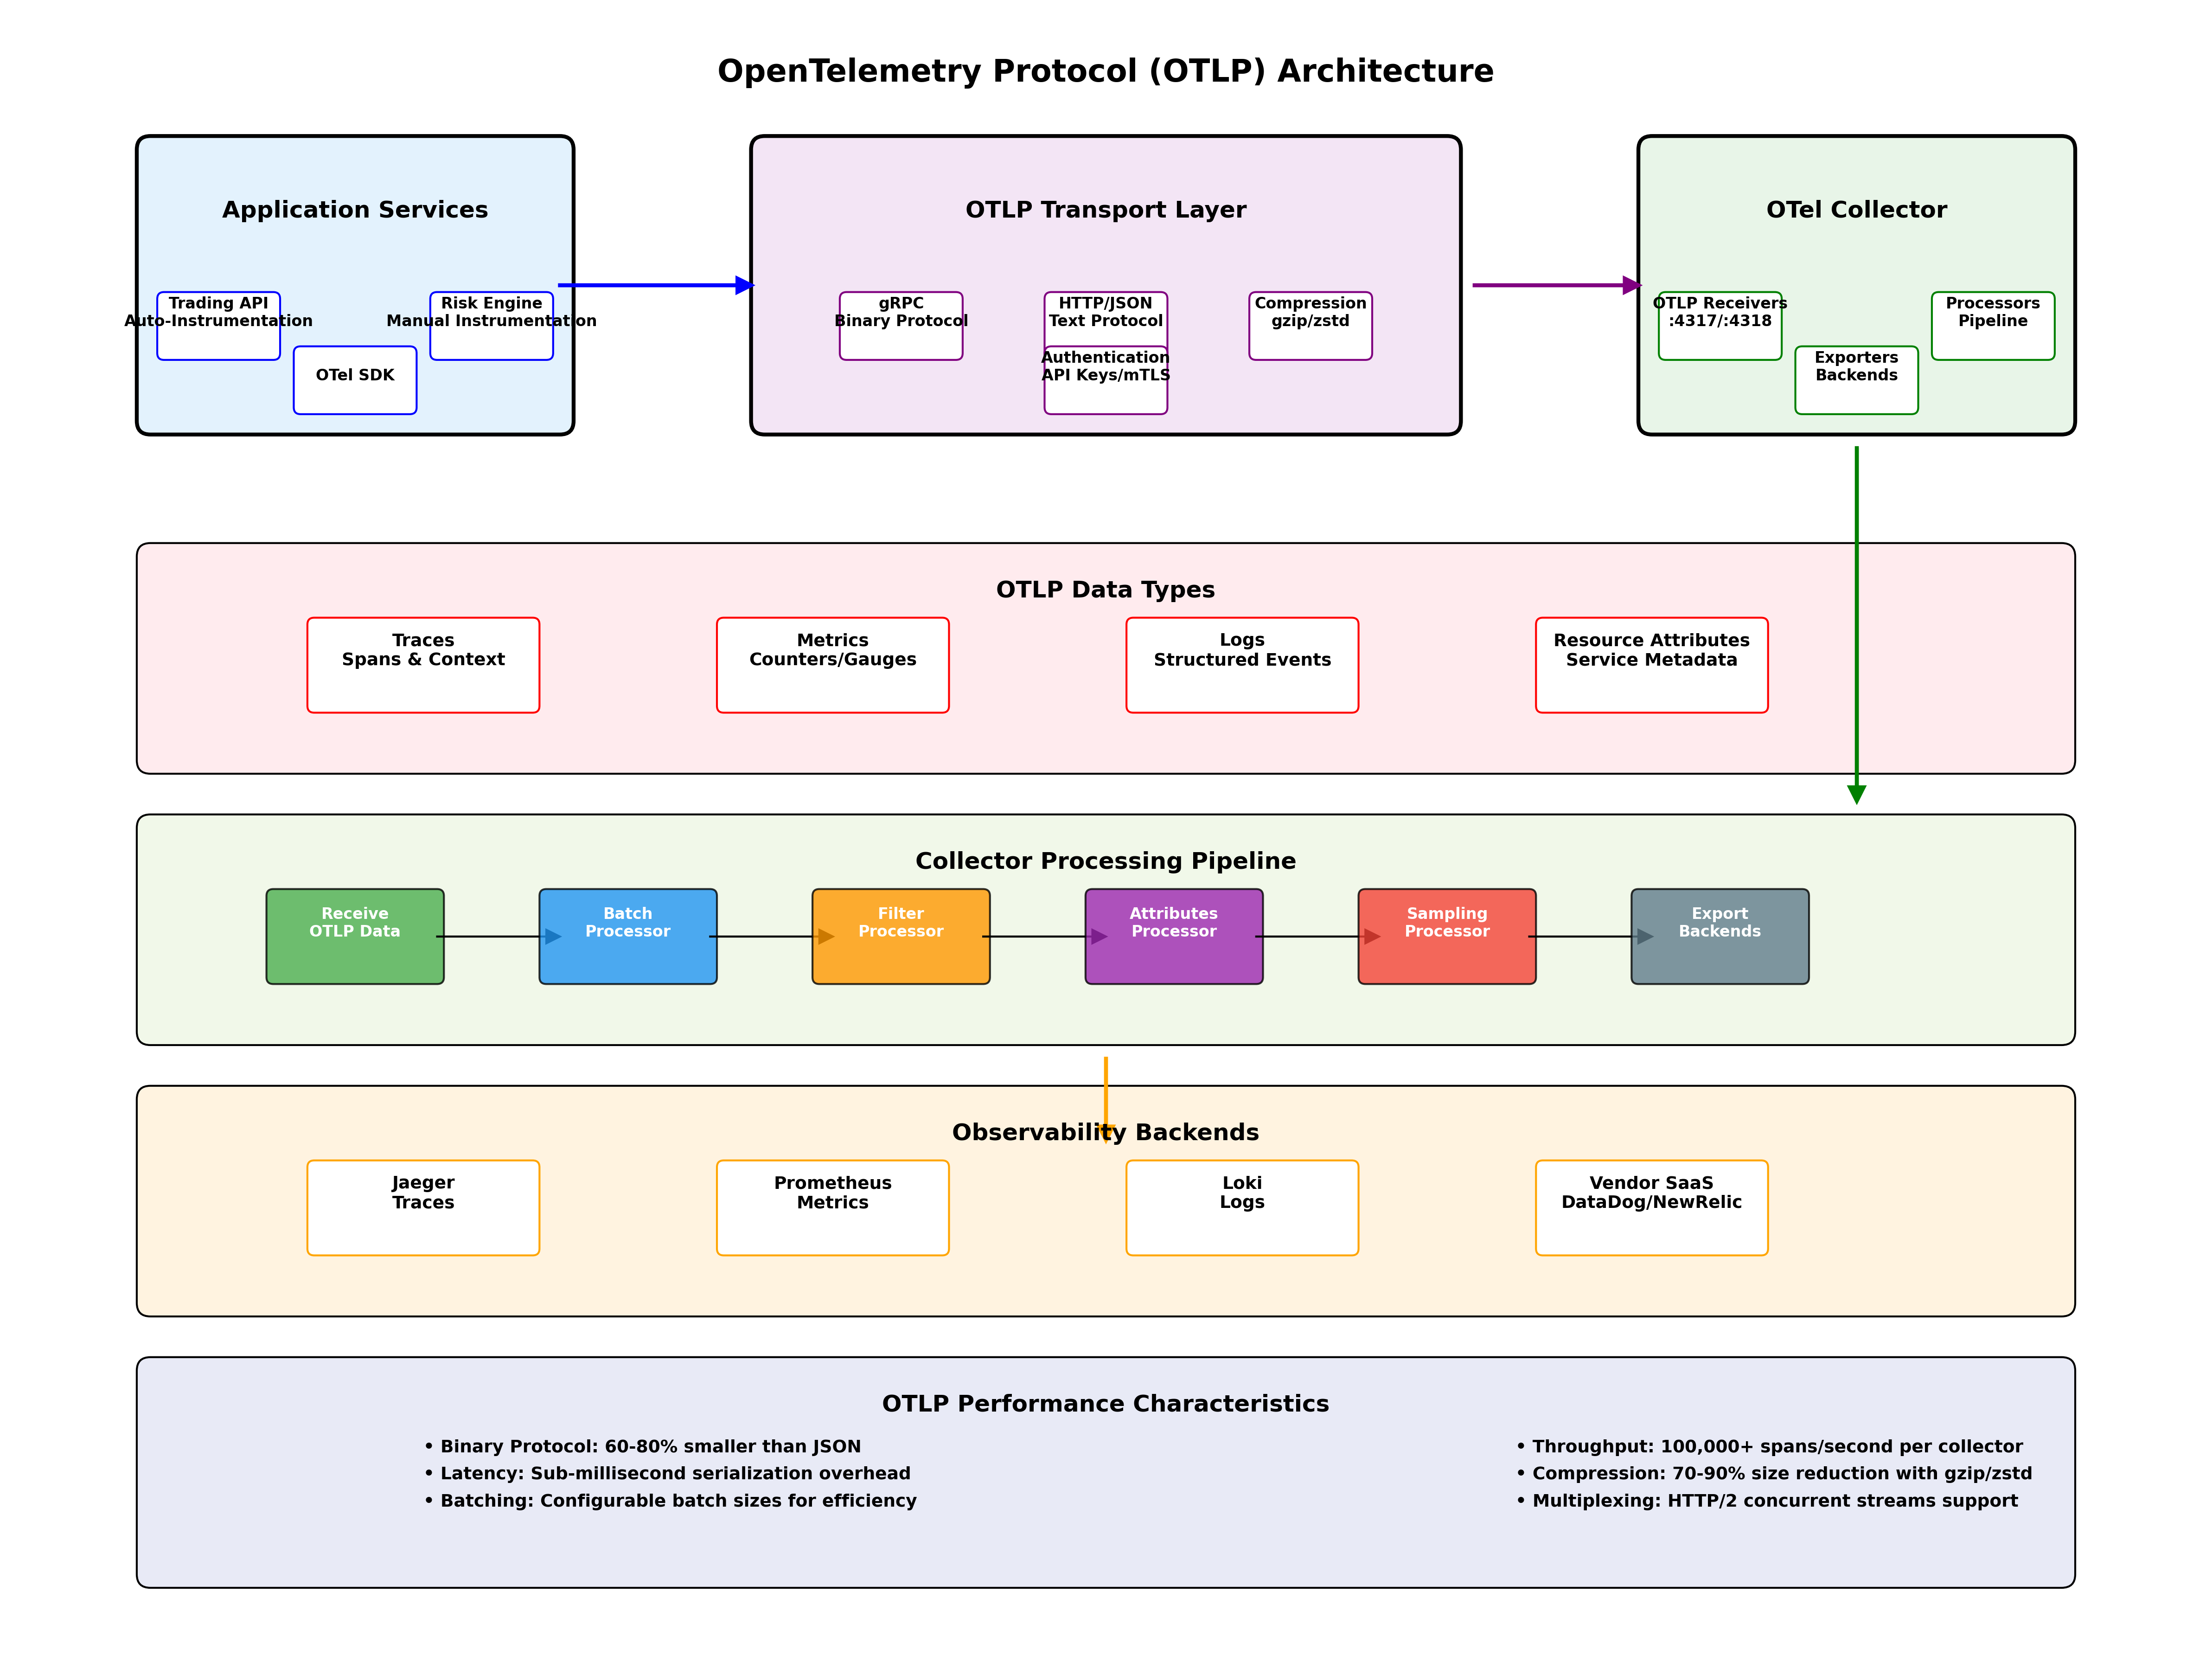 OpenTelemetry Protocol (OTLP) Architecture
Application Services
Trading API
Auto-Instrumentation
Risk Engine
Manual Instrumentation
OTel SDK
OTLP Transport Layer
gRPC
Binary Protocol
HTTP/JSON
Text Protocol
Compression
gzip/zstd
Authentication
API Keys/mTLS
OTel Collector
OTLP Receivers
:4317/:4318
Processors
Pipeline
Exporters
Backends
OTLP Data Types
Traces
Spans & Context
Metrics
Counters/Gauges
Logs
Structured Events
Resource Attributes
Service Metadata
Collector Processing Pipeline
Receive
OTLP Data
Batch
Processor
Filter
Processor
Attributes
Processor
Sampling
Processor
Export
Backends
Observability Backends
Jaeger
Traces
Prometheus
Metrics
Loki
Logs
Vendor SaaS
DataDog/NewRelic
OTLP Performance Characteristics
• Binary Protocol: 60-80% smaller than JSON
• Latency: Sub-millisecond serialization overhead
• Batching: Configurable batch sizes for efficiency
• Throughput: 100,000+ spans/second per collector
• Compression: 70-90% size reduction with gzip/zstd
• Multiplexing: HTTP/2 concurrent streams support